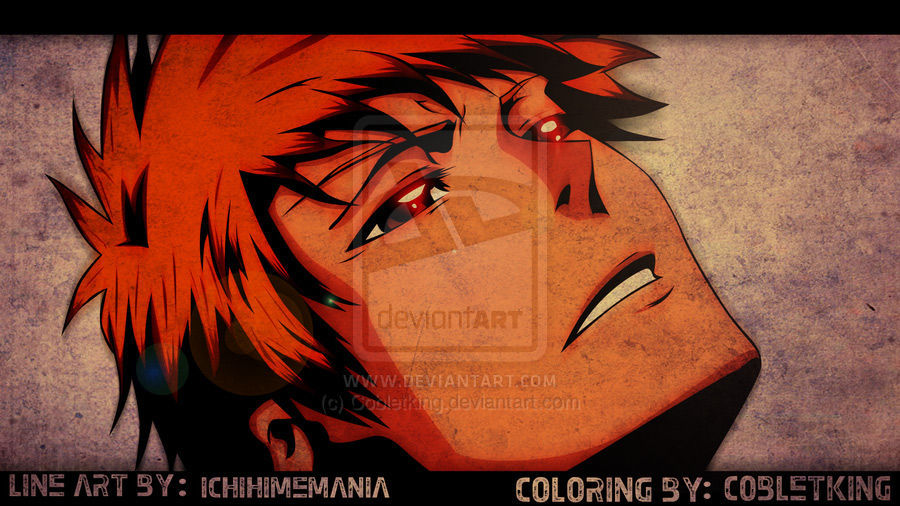 deviantART
WWW.DEVIANTART.COM
(c) Cobletking.deviantart.com
LINE ART BY: ICHIHIMEMANIA
COLORING BY: COBLETKING